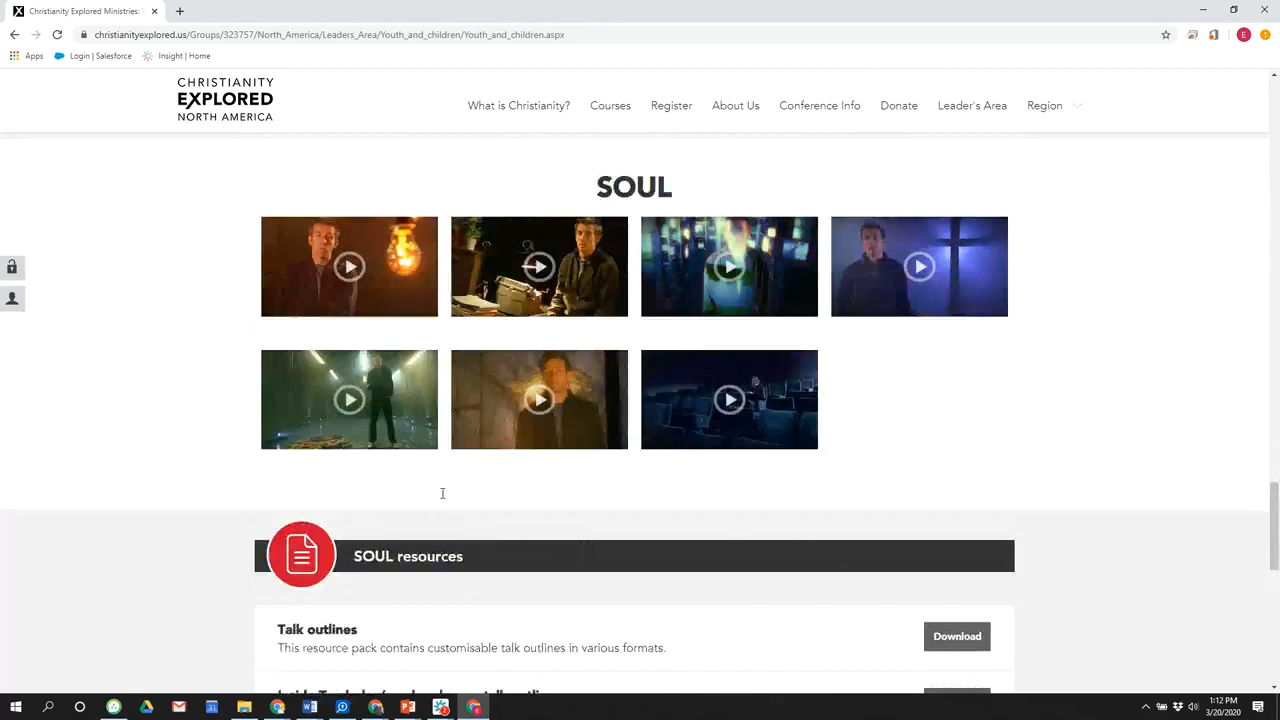 Christianity Explored Ministries:
christianityexplored.us/Groups/323757/North_America/Leaders_Area/Youth_and_children/Youth_and_children.aspx
E
Apps
Login | Salesforce
Insight | Home
CHRISTIANITY
EXPLORED
NORTH AMERICA
What is Christianity?
Courses
Register
About Us
Conference Info
Donate
Leader's Area
Region
SOUL
SOUL resources
Talk outlines
Download
This resource pack contains customisable talk outlines in various formats.
1:12 PM
3/20/2020